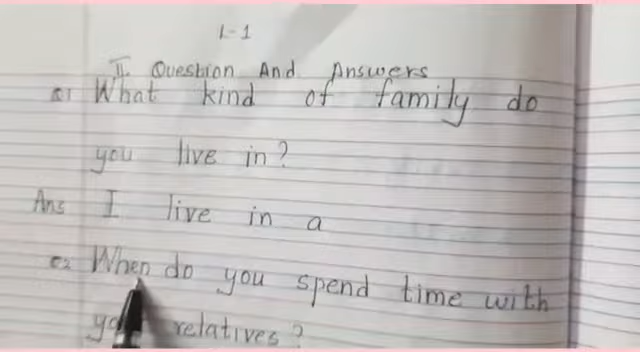 L-1
II Question And Answers
Q1 What kind of family do
you live in?
Ans I live in a
Q2 When do you spend time with
relatives?